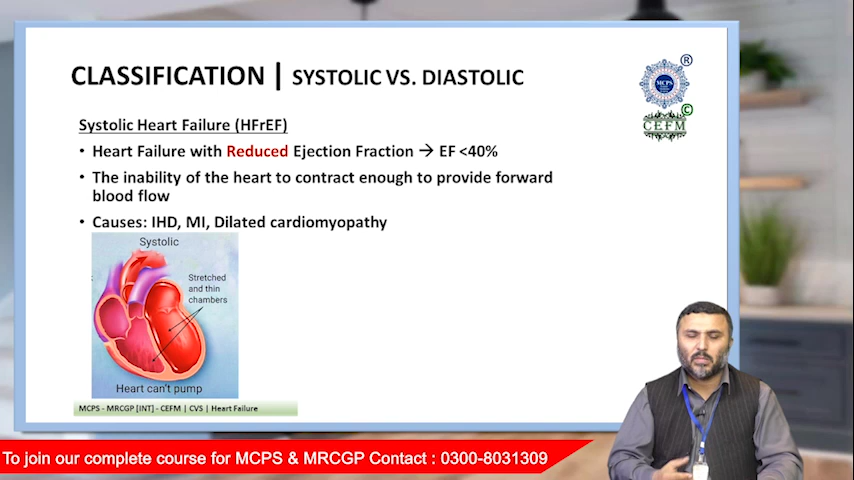 CLASSIFICATION | SYSTOLIC VS. DIASTOLIC
®
MCPS
©
CEFM
Systolic Heart Failure (HFrEF)
• Heart Failure with Reduced Ejection Fraction → EF <40%
• The inability of the heart to contract enough to provide forward
blood flow
• Causes: IHD, MI, Dilated cardiomyopathy
Systolic
Stretched
and thin
chambers
Heart can't pump
MCPS - MRCGP [INT] - CEFM | CVS | Heart Failure
To join our complete course for MCPS & MRCGP Contact : 0300-8031309